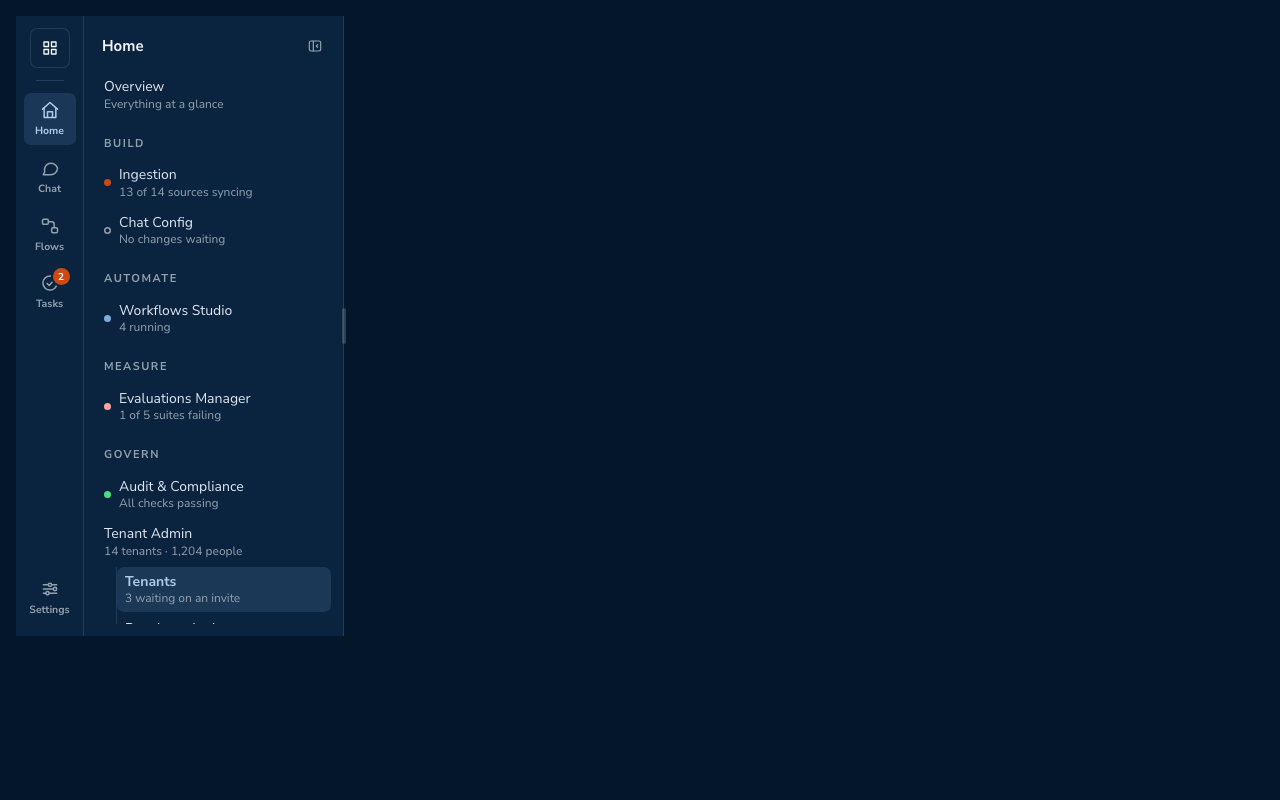 Home
Chat
Flows
2
Tasks
Settings
Home
Overview
Everything at a glance
BUILD
Ingestion
13 of 14 sources syncing
Chat Config
No changes waiting
AUTOMATE
Workflows Studio
4 running
MEASURE
Evaluations Manager
1 of 5 suites failing
GOVERN
Audit & Compliance
All checks passing
Tenant Admin
14 tenants · 1,204 people
Tenants
3 waiting on an invite